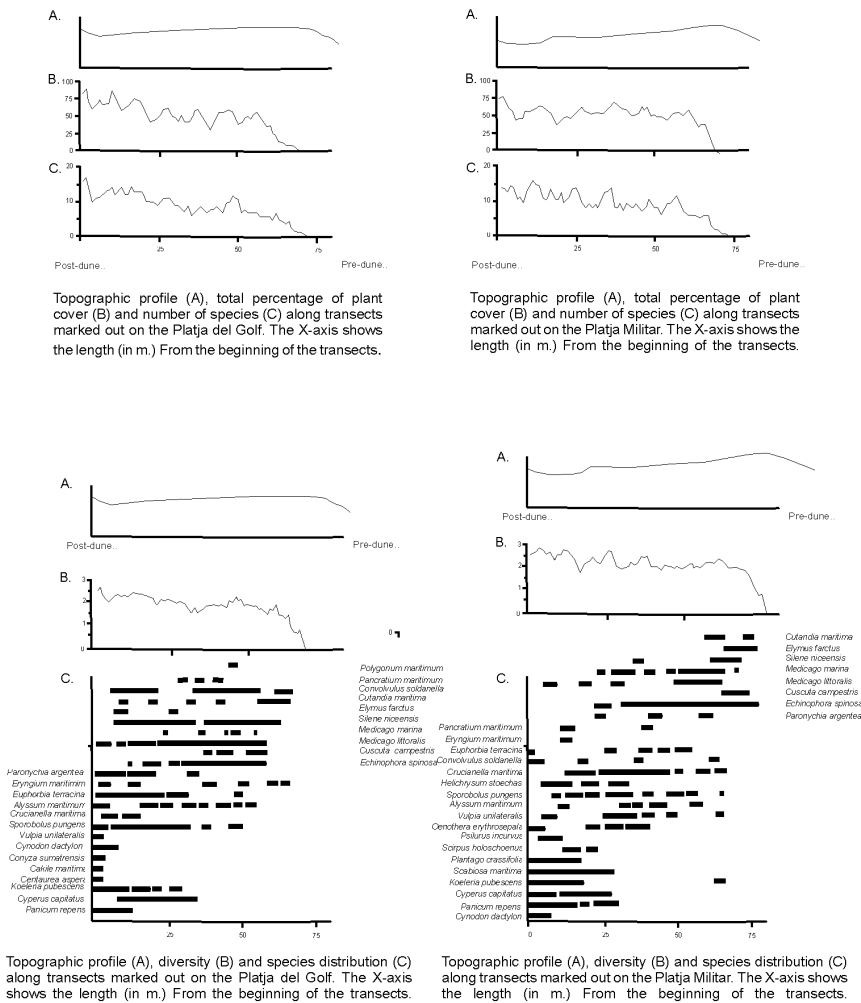 A.
B.
100
75
50
25
0
C.
20
10
0
25
50
75
Post-dune..
Pre-dune..
Topographic profile (A), total percentage of plant
cover (B) and number of species (C) along transects
marked out on the Platja del Golf. The X-axis shows
the length (in m.) From the beginning of the transects.
A.
B.
100
75
50
25
0
C.
20
10
0
25
50
75
Post-dune..
Pre-dune..
Topographic profile (A), total percentage of plant
cover (B) and number of species (C) along transects
marked out on the Platja Militar. The X-axis shows the
length (in m.) From the beginning of the transects.
A.
Post-dune..
Pre-dune..
B.
3
2
1
0
0
C.
Polygonum maritimum
Pancratium maritimum
Convolvulus soldanella
Cutandia maritima
Elymus farctus
Silene niceensis
Medicago marina
Medicago littoralis
Cuscuta campestris
Echinophora spinosa
Paronychia argentea
Eryngium maritimim
Euphorbia terracina
Alyssum maritimum
Crucianella maritima
Sporobolus pungens
Vulpia unilateralis
Cynodon dactylon
Conyza sumatrensis
Cakile maritima
Centaurea aspera
Koeleria pubescens
Cyperus capitatus
Panicum repens
0
25
50
75
Topographic profile (A), diversity (B) and species distribution (C)
along transects marked out on the Platja del Golf. The X-axis
shows the length (in m.) From the beginning of the transects.
A.
Post-dune..
Pre-dune..
B.
3
2
1
0
C.
Cutandia maritima
Elymus farctus
Silene niceensis
Medicago marina
Medicago littoralis
Cuscuta campestris
Echinophora spinosa
Paronychia argentea
Pancratium maritimum
Eryngium maritimum
Euphorbia terracina
Convolvulus soldanella
Crucianella maritima
Helichrysum stoechas
Sporobolus pungens
Alyssum maritimum
Vulpia unilateralis
Oenothera erythrosepala
Psilurus incurvus
Scirpus holoschoenus
Plantago crassifolia
Scabiosa maritima
Koeleria pubescens
Cyperus capitatus
Panicum repens
Cynodon dactylon
0
25
50
75
Topographic profile (A), diversity (B) and species distribution (C)
along transects marked out on the Platja Militar. The X-axis shows
the length (in m.) From the beginning of the transects.